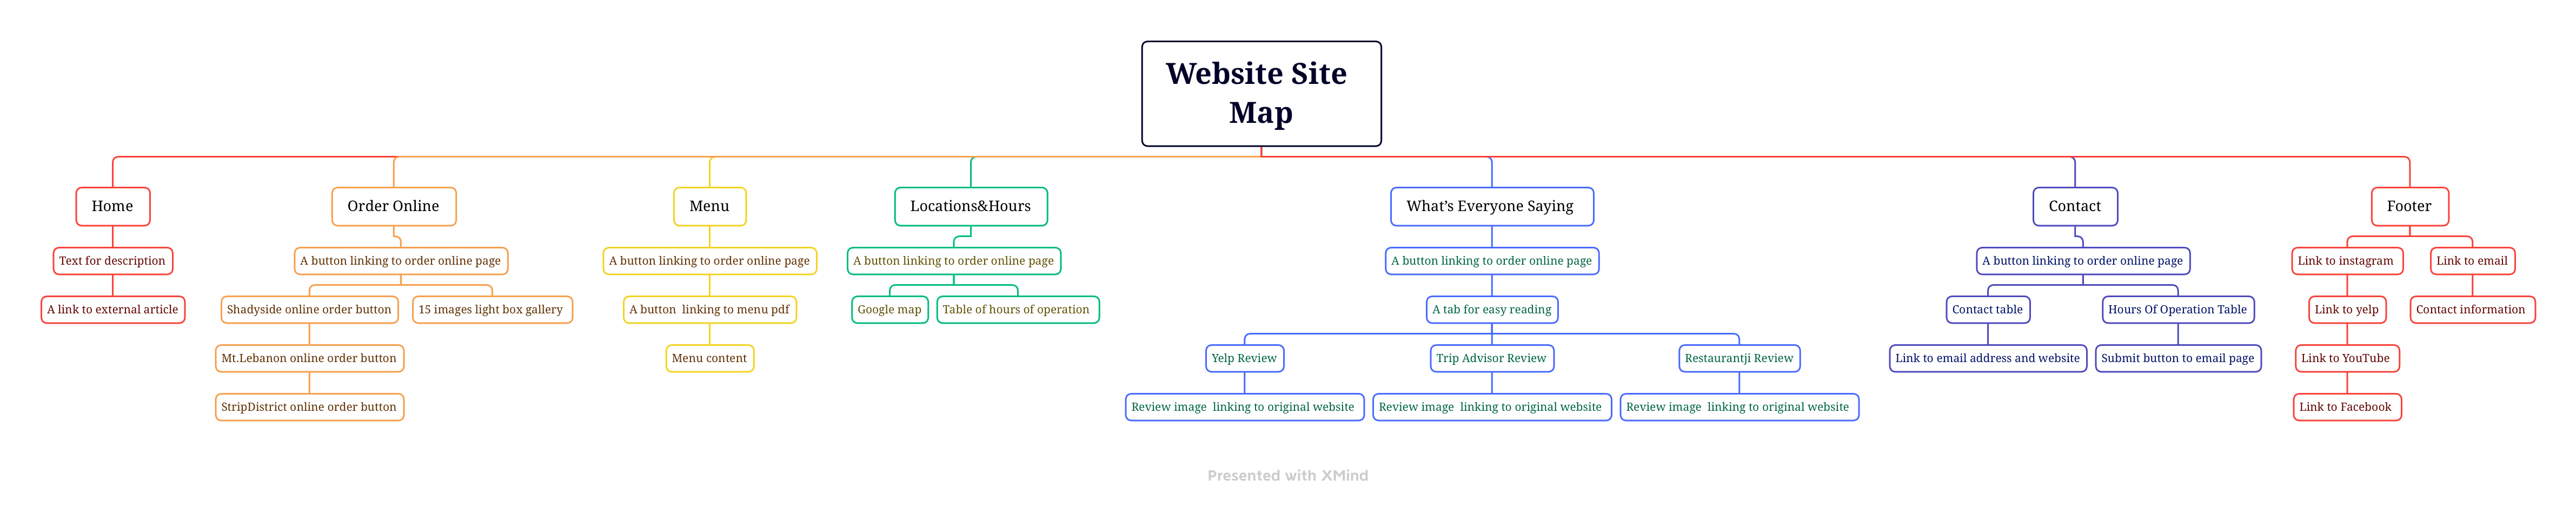 Website Site
Map
Home
Order Online
Menu
Locations&Hours
What's Everyone Saying
Contact
Footer
Text for description
A button linking to order online page
A button linking to order online page
A button linking to order online page
A button linking to order online page
A button linking to order online page
Link to instagram
Link to email
A link to external article
Shadyside online order button
15 images light box gallery
A button  linking to menu pdf
Google map
Table of hours of operation
A tab for easy reading
Contact table
Hours Of Operation Table
Link to yelp
Contact information
Mt.Lebanon online order button
Menu content
Yelp Review
Trip Advisor Review
Restaurantji Review
Link to email address and website
Submit button to email page
Link to YouTube
StripDistrict online order button
Review image  linking to original website
Review image  linking to original website
Review image  linking to original website
Link to Facebook
Presented with XMind